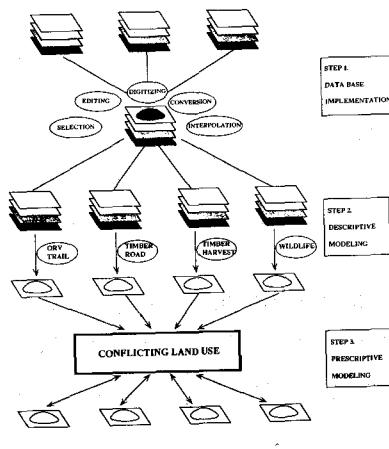 STEP 1.
DATA BASE
IMPLEMENTATION
DIGITIZING
EDITING
CONVERSION
SELECTION
INTERPOLATION
STEP 2.
DESCRIPTIVE
MODELING
ORV
TRAIL
TIMBER
ROAD
TIMBER
HARVEST
WILDLIFE
CONFLICTING LAND USE
STEP 3.
PRESCRIPTIVE
MODELING